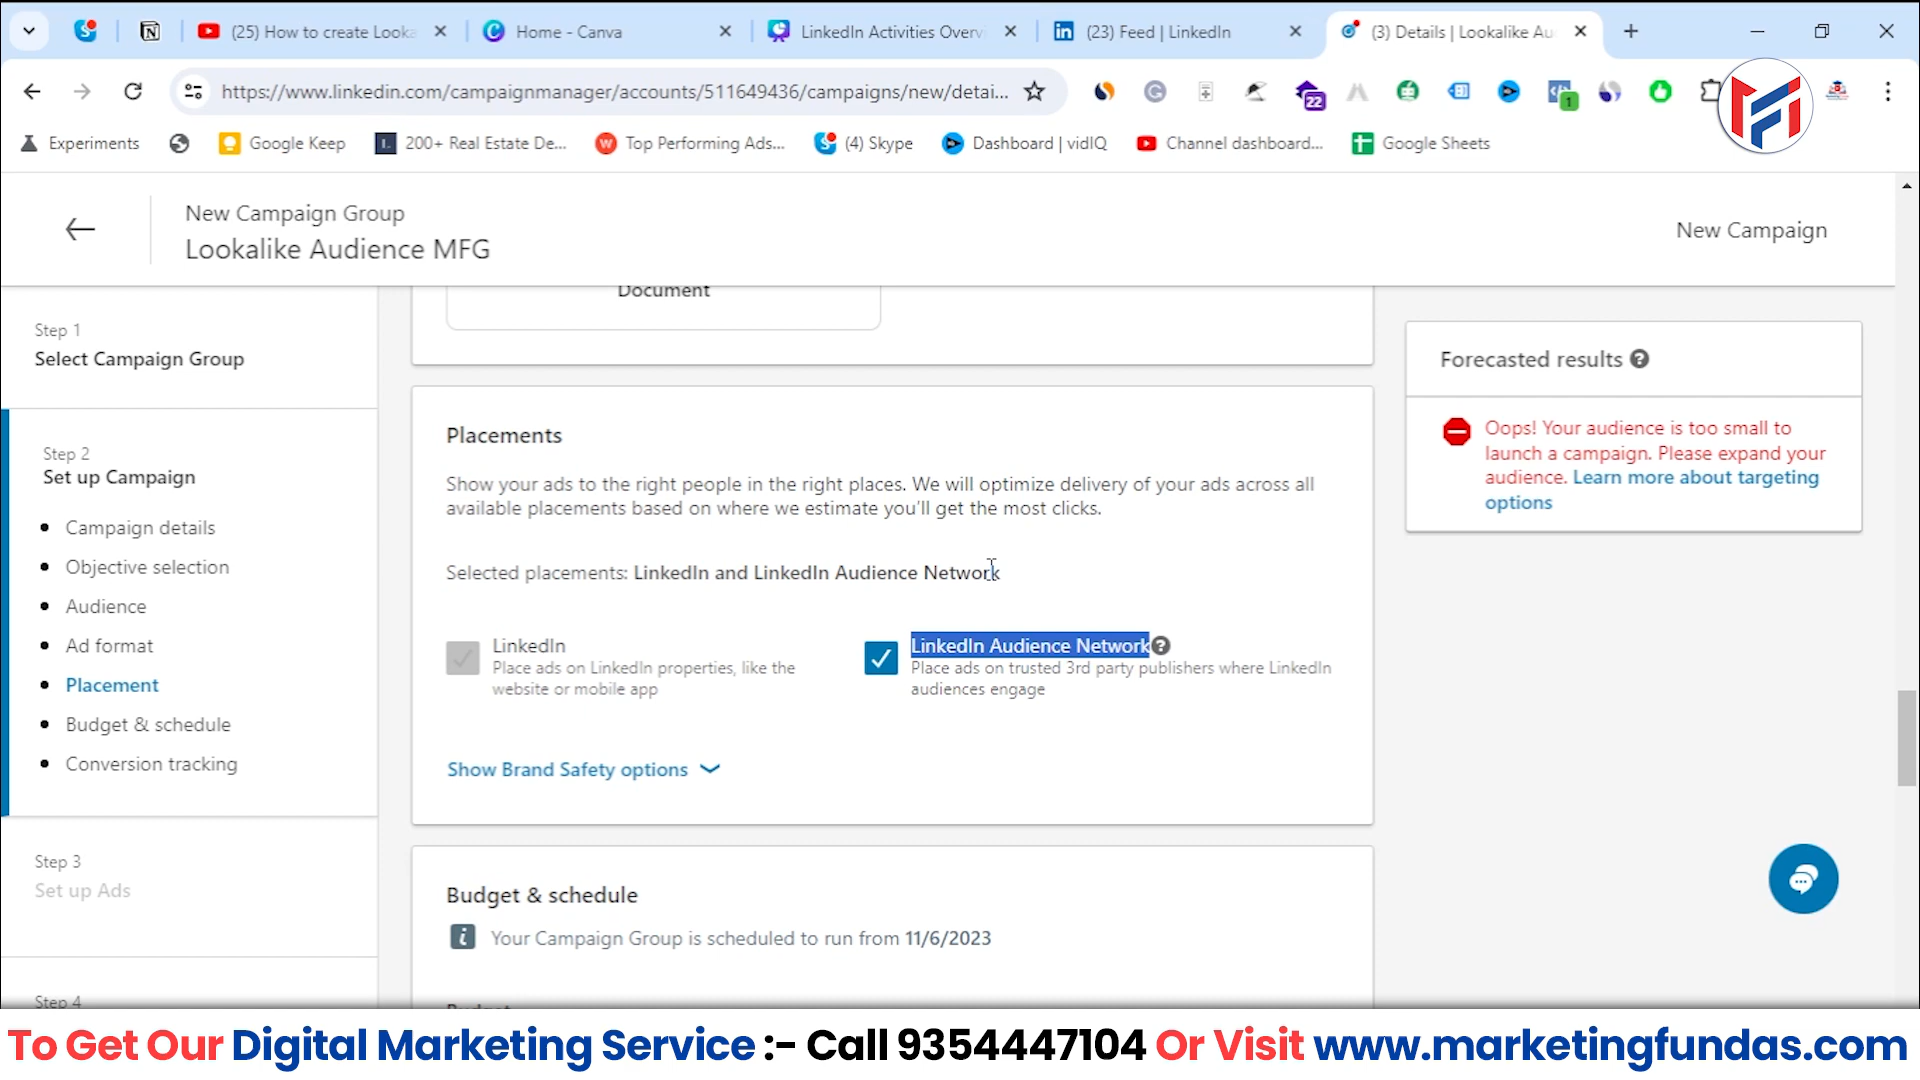 (25) How to create Looka
Home - Canva
LinkedIn Activities Overv
(23) Feed | LinkedIn
(3) Details | Lookalike Au
https://www.linkedin.com/campaignmanager/accounts/511649436/campaigns/new/detai...
22
1
Experiments
Google Keep
200+ Real Estate De...
Top Performing Ads...
(4) Skype
Dashboard | vidIQ
Channel dashboard...
Google Sheets
New Campaign Group
Lookalike Audience MFG
New Campaign
Step 1
Select Campaign Group
Step 2
Set up Campaign
Campaign details
Objective selection
Audience
Ad format
Placement
Budget & schedule
Conversion tracking
Step 3
Set up Ads
Step 4
Document
Placements
Show your ads to the right people in the right places. We will optimize delivery of your ads across all
available placements based on where we estimate you'll get the most clicks.
Selected placements: LinkedIn and LinkedIn Audience Network
LinkedIn
Place ads on LinkedIn properties, like the
website or mobile app
LinkedIn Audience Network
Place ads on trusted 3rd party publishers where LinkedIn
audiences engage
Show Brand Safety options
Budget & schedule
Your Campaign Group is scheduled to run from 11/6/2023
Forecasted results
Oops! Your audience is too small to
launch a campaign. Please expand your
audience. Learn more about targeting
options
To Get Our Digital Marketing Service :- Call 9354447104 Or Visit www.marketingfundas.com